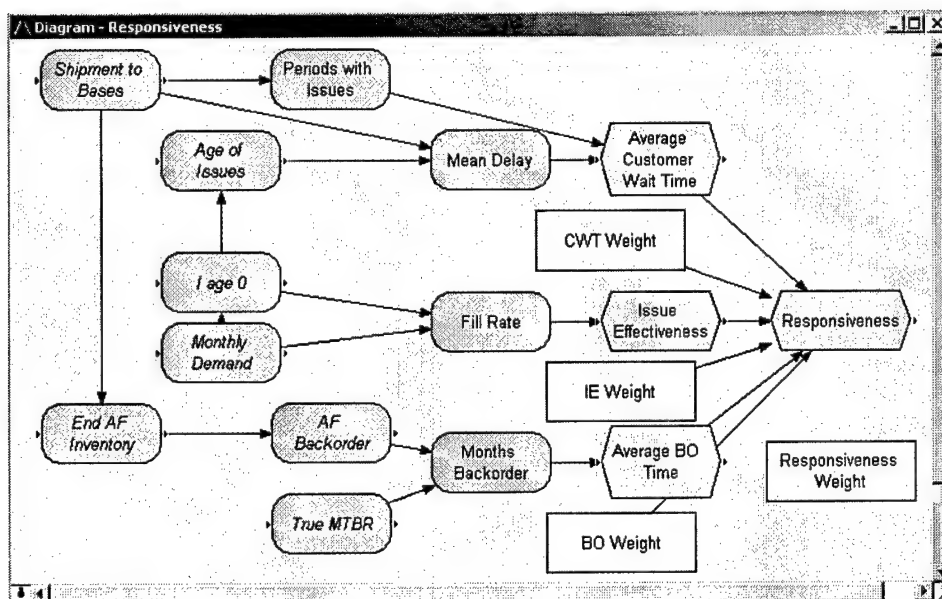 Diagram - Responsiveness
Shipment to
Bases
Periods with
Issues
Age of
Issues
Mean Delay
Average
Customer
Wait Time
CWT Weight
I age 0
Monthly
Demand
Fill Rate
Issue
Effectiveness
Responsiveness
IE Weight
End AF
Inventory
AF
Backorder
Months
Backorder
Average BO
Time
Responsiveness
Weight
True MTBR
BO Weight